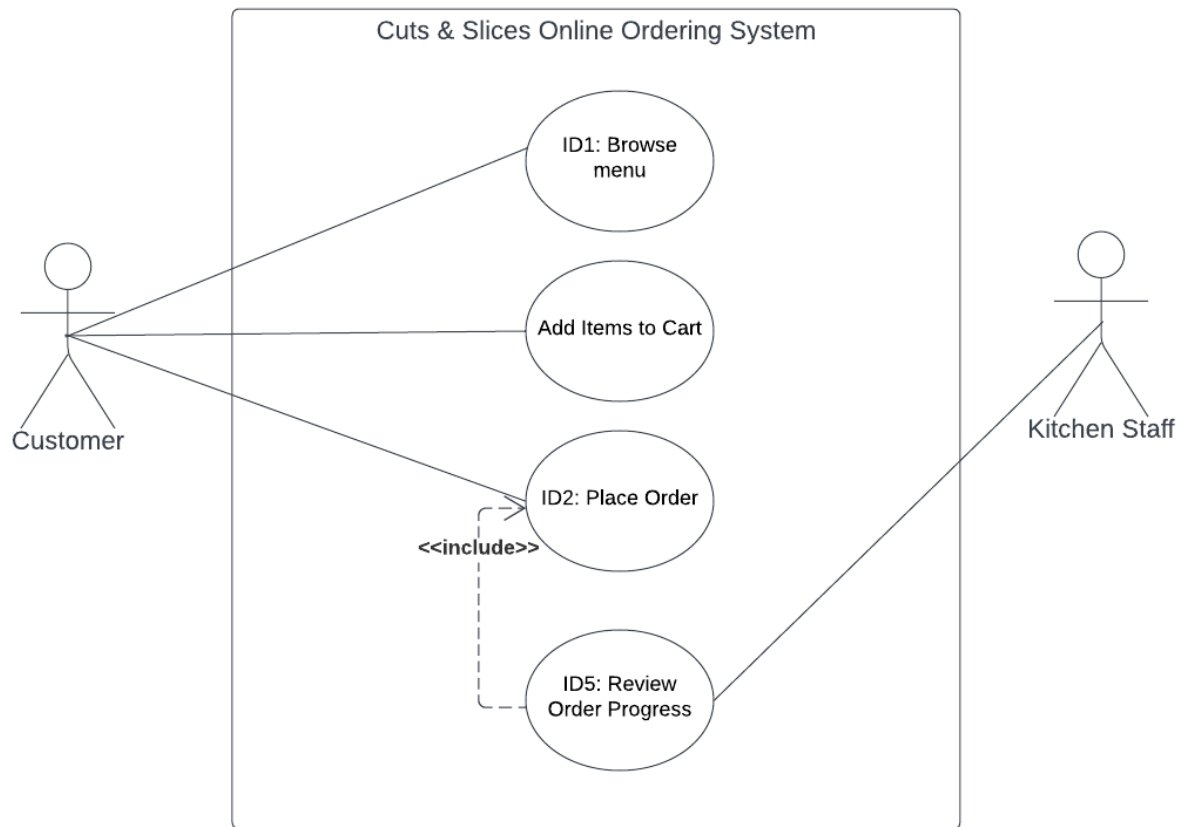 Cuts & Slices Online Ordering System
ID1: Browse
menu
Add Items to Cart
Customer
Kitchen Staff
ID2: Place Order
<<include>>
ID5: Review
Order Progress